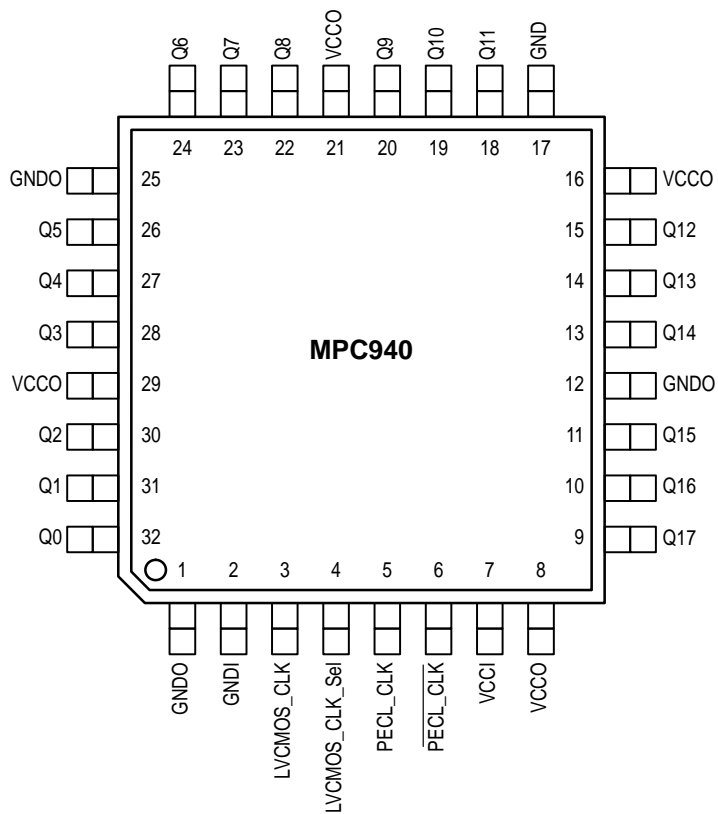 Q6 Q7 Q8 VCCO Q9 Q10 Q11 GND
24 23 22 21 20 19 18 17
GNDO 25 16 VCCO
Q5 26 15 Q12
Q4 27 14 Q13
Q3 28 13 Q14
MPC940
VCCO 29 12 GNDO
Q2 30 11 Q15
Q1 31 10 Q16
Q0 32 9 Q17
1 2 3 4 5 6 7 8
GNDO GNDI LVCMOS_CLK LVCMOS_CLK_Sel PECL_CLK PECL_CLK VCCI VCCO